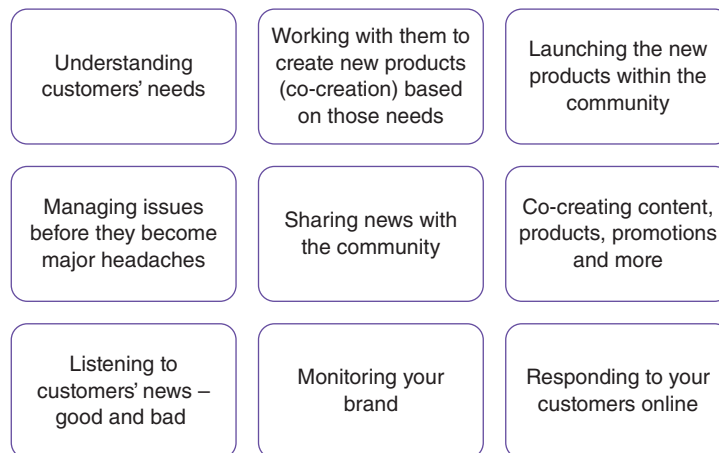 Understanding
customers’ needs
Working with them to
create new products
(co-creation) based
on those needs
Launching the new
products within the
community
Managing issues
before they become
major headaches
Sharing news with
the community
Co-creating content,
products, promotions
and more
Listening to
customers’ news –
good and bad
Monitoring your
brand
Responding to your
customers online